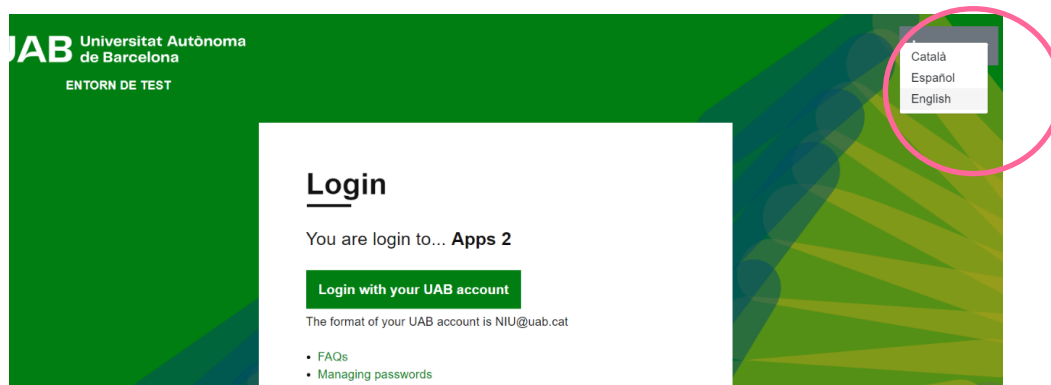 UAB Universitat Autònoma
de Barcelona
ENTORN DE TEST
Català
Español
English
Login
You are login to... Apps 2
Login with your UAB account
The format of your UAB account is NIU@uab.cat
• FAQs
• Managing passwords